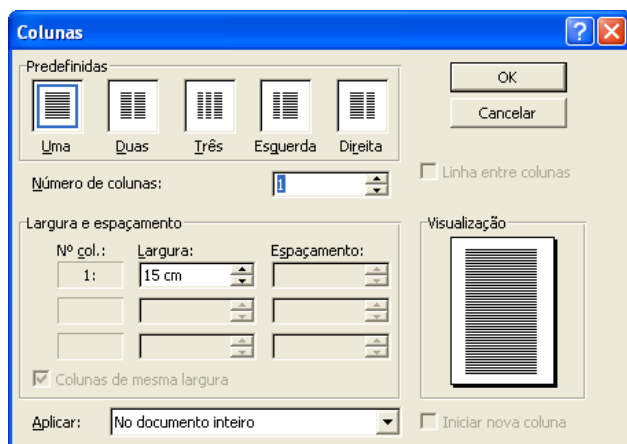 Colunas
Predefinidas
Uma Duas Três Esquerda Direita
OK
Cancelar
Número de colunas: 1
Linha entre colunas
Largura e espaçamento
Nº col.: Largura: Espaçamento:
1: 15 cm
Colunas de mesma largura
Visualização
Aplicar: No documento inteiro
Iniciar nova coluna